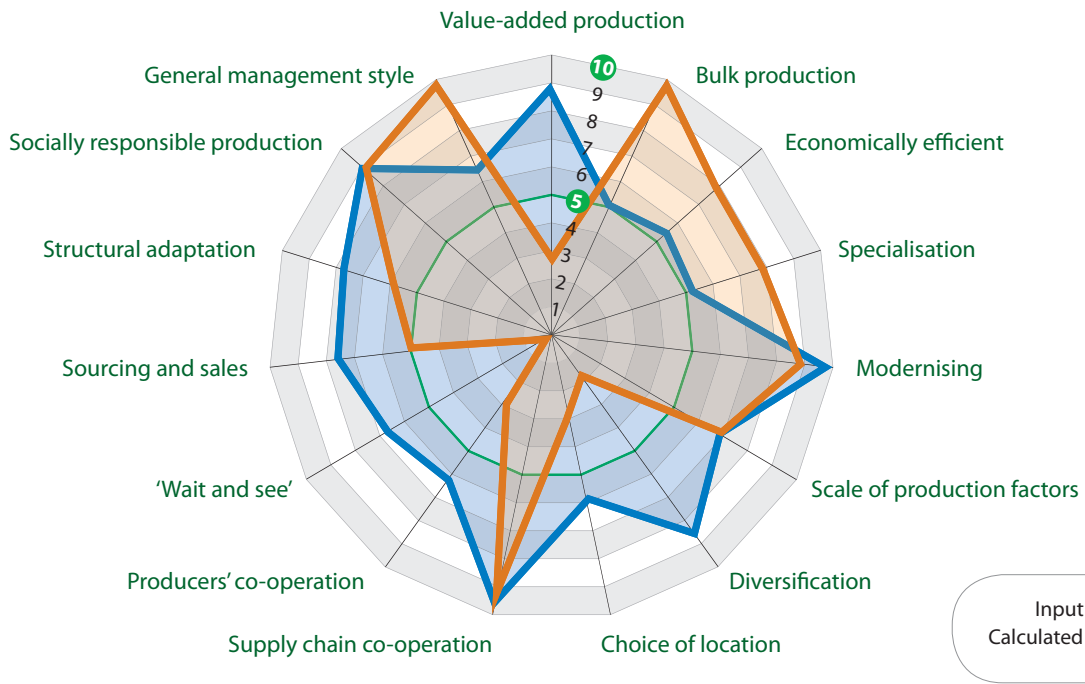 Value-added production
General management style
10
Bulk production
9
Socially responsible production
8
Economically efficient
7
6
5
Structural adaptation
4
Specialisation
3
2
1
Sourcing and sales
Modernising
‘Wait and see’
Scale of production factors
Producers’ co-operation
Diversification
Supply chain co-operation
Choice of location
Input
Calculated